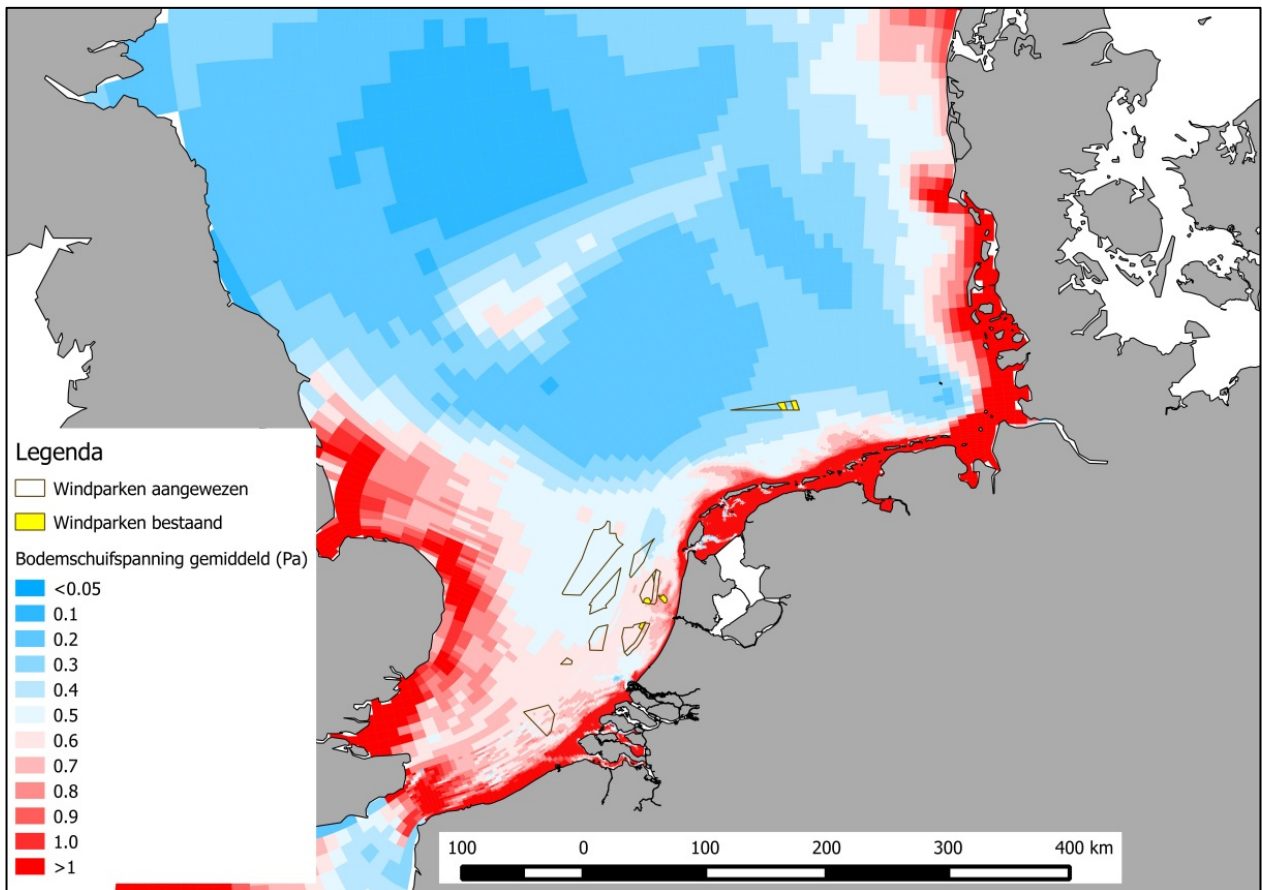 Legenda
Windparken aangewezen
Windparken bestaand
Bodemschuifspanning gemiddeld (Pa)
<0.05
0.1
0.2
0.3
0.4
0.5
0.6
0.7
0.8
0.9
1.0
>1
100 0 100 200 300 400 km